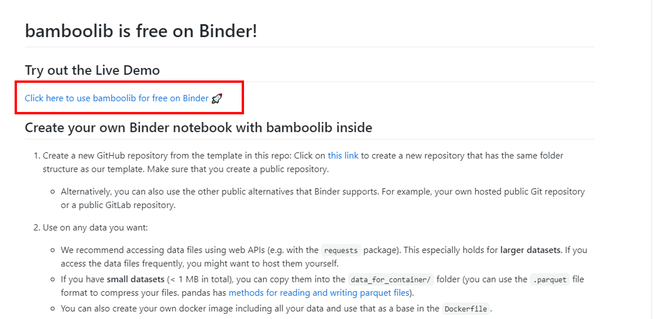 bamboolib is free on Binder!
Try out the Live Demo
Click here to use bamboolib for free on Binder 🚀
Create your own Binder notebook with bamboolib inside
1. Create a new GitHub repository from the template in this repo: Click on this link to create a new repository that has the same folder
structure as our template. Make sure that you create a public repository.
Alternatively, you can also use the other public alternatives that Binder supports. For example, your own hosted public Git repository
or a public GitLab repository.
2. Use on any data you want:
We recommend accessing data files using web APIs (e.g. with the requests package). This especially holds for larger datasets. If you
access the data files frequently, you might want to host them yourself.
If you have small datasets (< 1 MB in total), you can copy them into the data_for_container/ folder (you can use the .parquet file
format to compress your files. pandas has methods for reading and writing parquet files).
You can also create your own docker image including all your data and use that as a base in the Dockerfile.